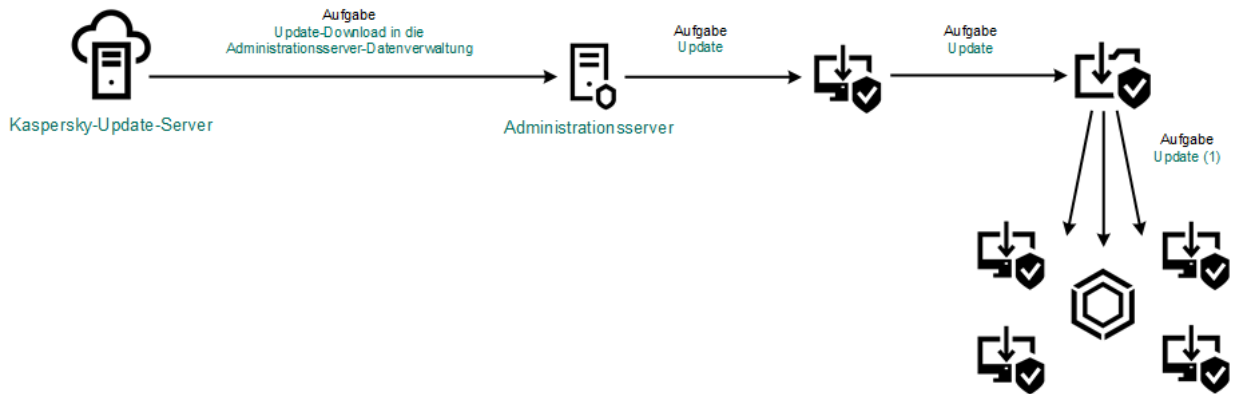 Aufgabe
Update-Download in die
Administrationsserver-Datenverwaltung
Aufgabe
Update
Aufgabe
Update
Kaspersky-Update-Server
Administrationsserver
Aufgabe
Update (1)